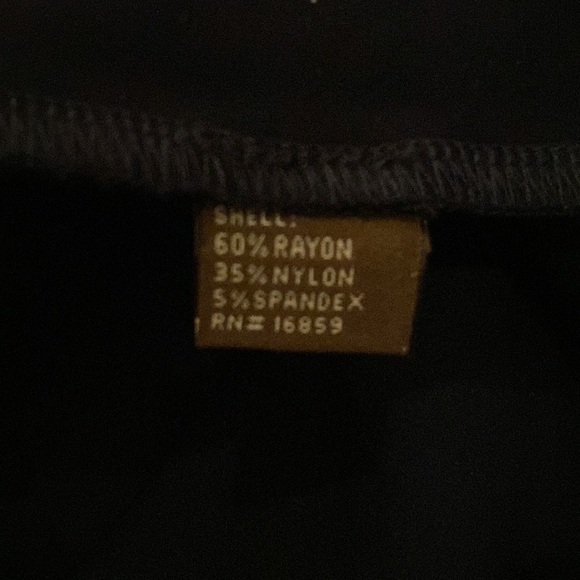 SHELL:
60% RAYON
35% NYLON
5% SPANDEX
RN# 16859